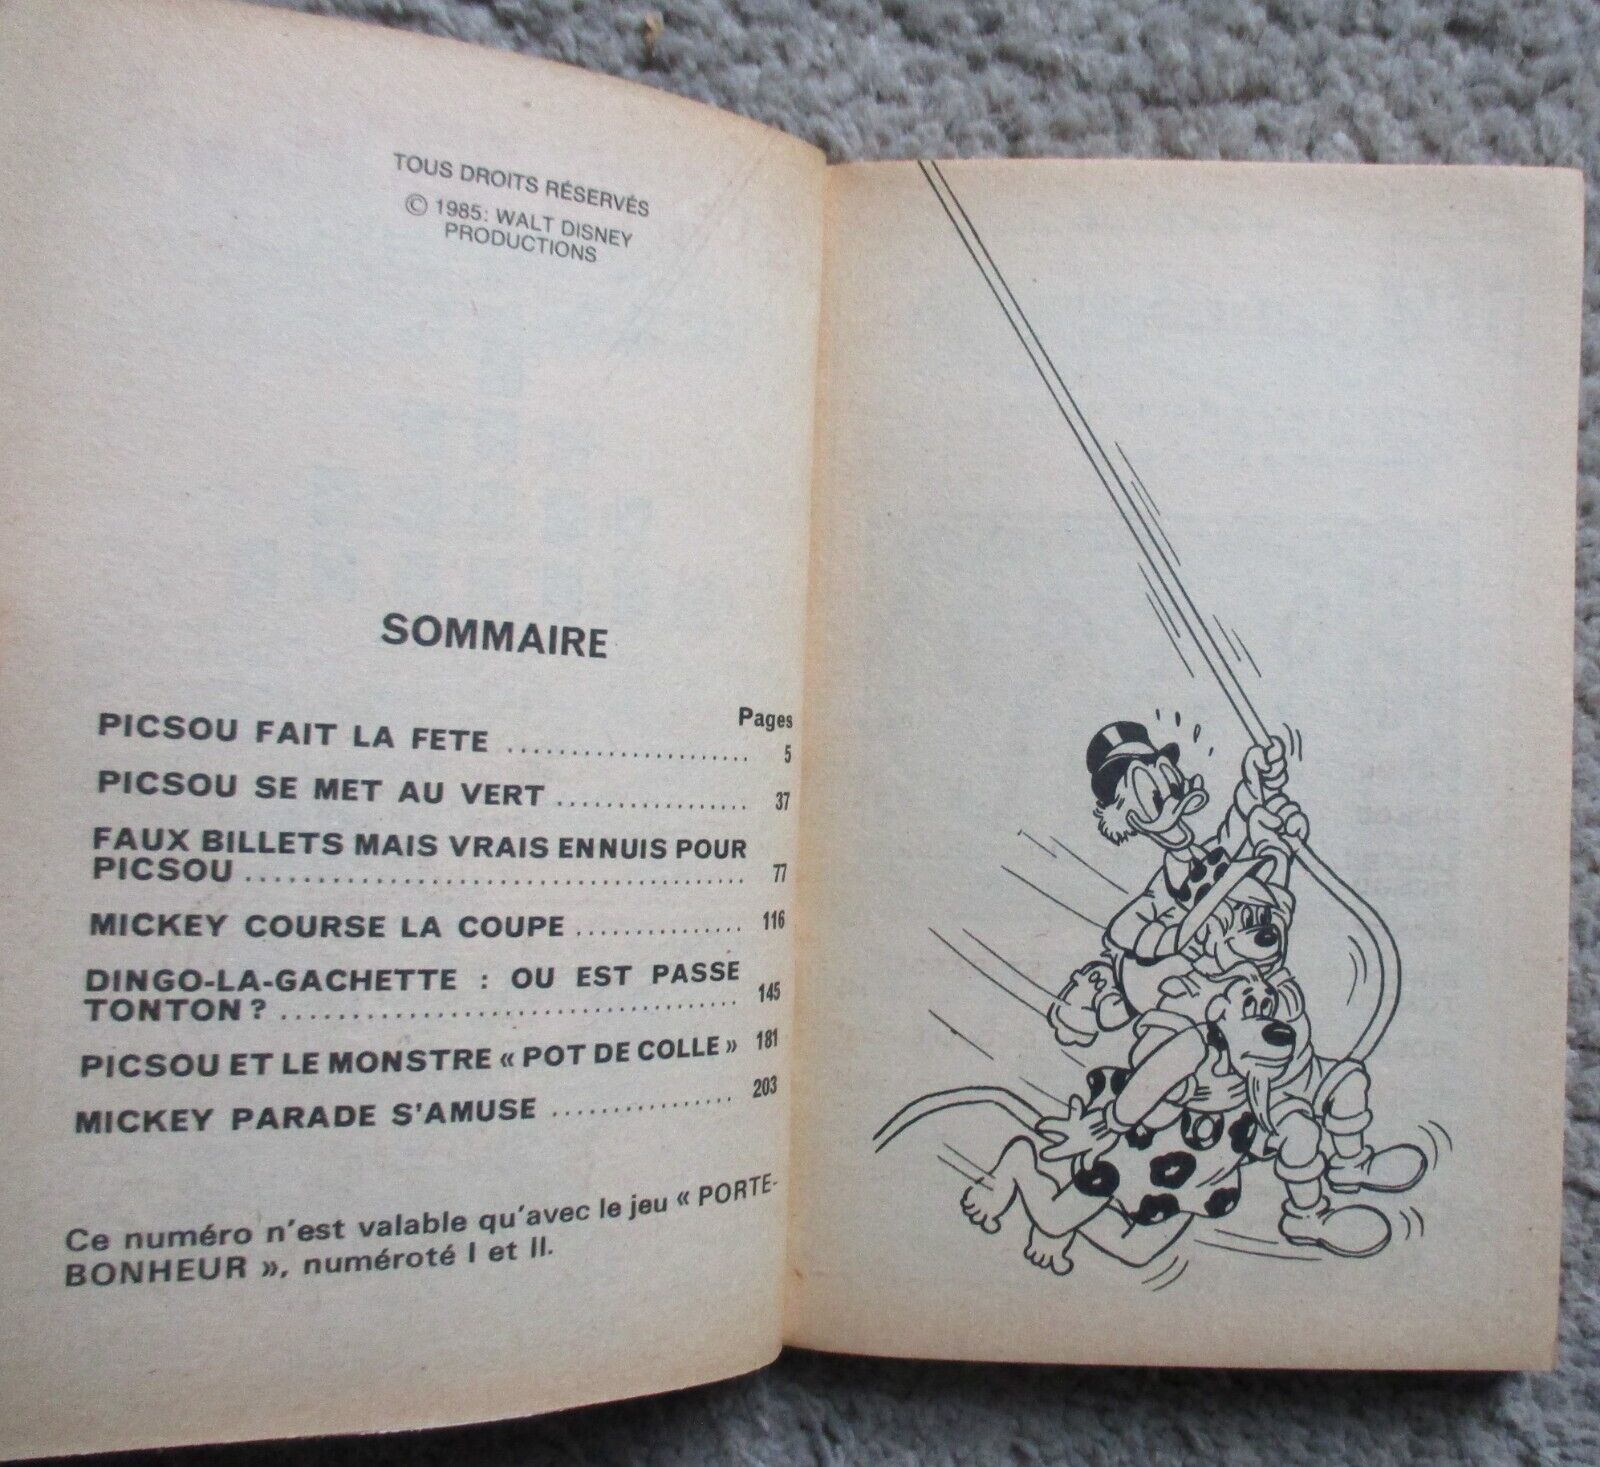 TOUS DROITS RÉSERVÉS
© 1985: WALT DISNEY
PRODUCTIONS
SOMMAIRE
Pages
PICSOU FAIT LA FETE ..................... 5
PICSOU SE MET AU VERT ................. 37
FAUX BILLETS MAIS VRAIS ENNUIS POUR
PICSOU ....................................... 77
MICKEY COURSE LA COUPE ............... 116
DINGO-LA-GACHETTE : OU EST PASSE
TONTON ? .................................... 145
PICSOU ET LE MONSTRE « POT DE COLLE » 181
MICKEY PARADE S'AMUSE ................ 203
Ce numéro n'est valable qu'avec le jeu « PORTE-
BONHEUR », numéroté I et II.